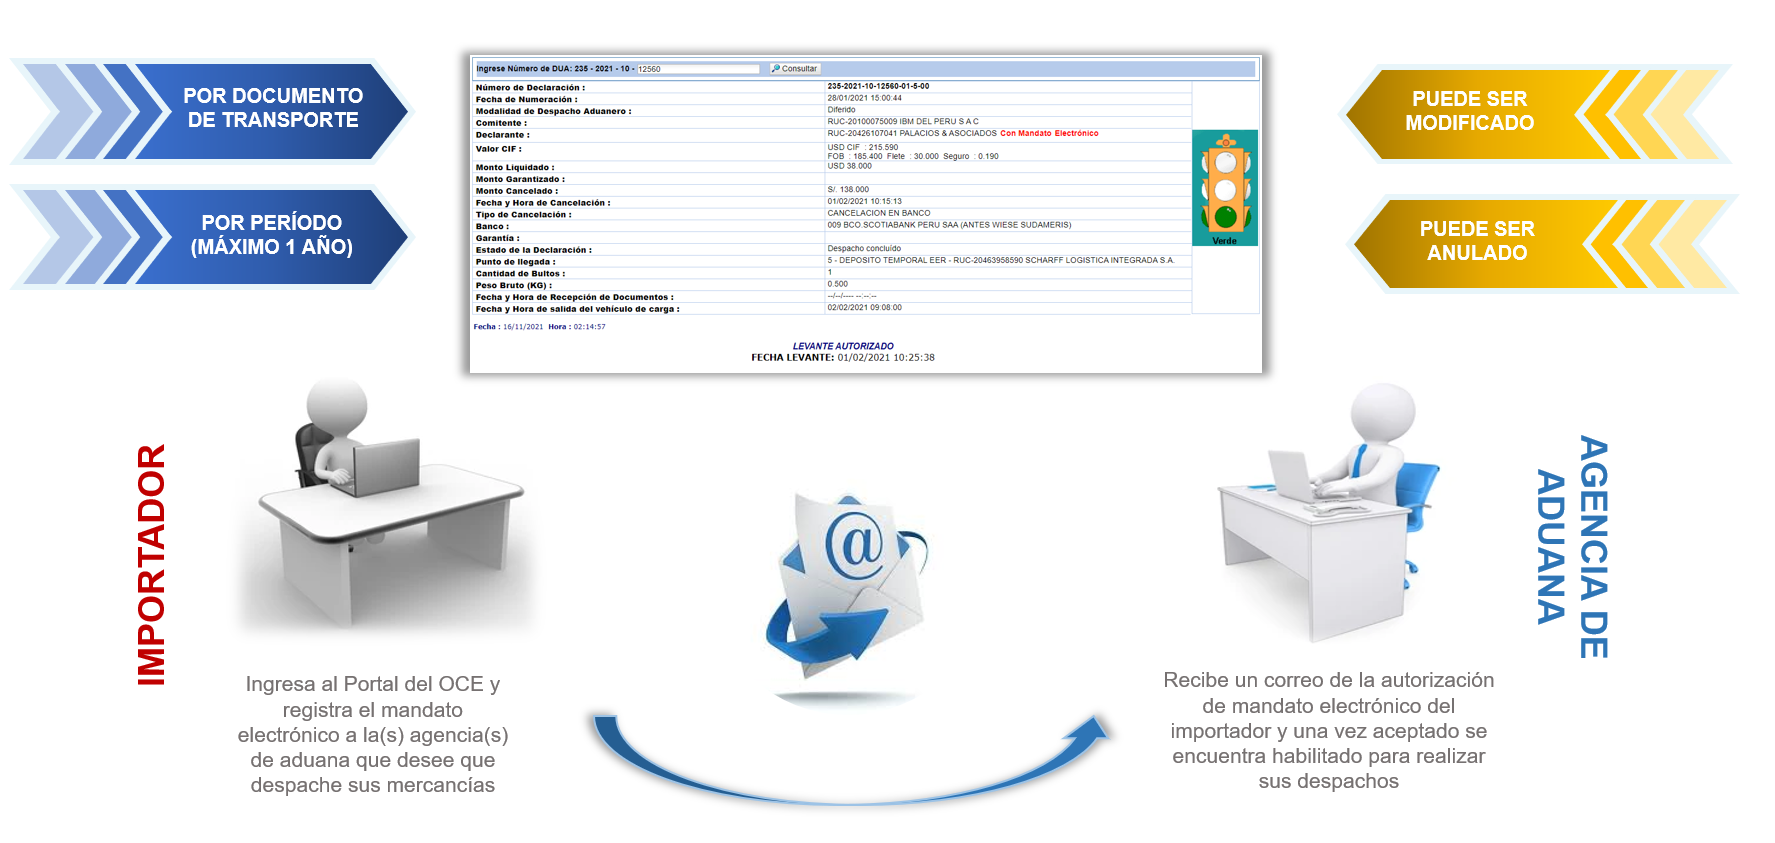 POR DOCUMENTO
DE TRANSPORTE
POR PERÍODO
(MÁXIMO 1 AÑO)
Ingrese Número de DUA: 235 - 2021 - 10 - 12560 Consultar
Número de Declaración : 235-2021-10-12560-01-5-00
Fecha de Numeración : 28/01/2021 15:00:44
Modalidad de Despacho Aduanero : Diferido
Comitente : RUC-20100075009 IBM DEL PERU S A C
Declarante : RUC-20426107041 PALACIOS & ASOCIADOS Con Mandato Electrónico
Valor CIF : USD CIF : 215.590
FOB : 185.400 Flete : 30.000 Seguro : 0.190
Monto Liquidado : USD 38.000
Monto Garantizado :
Monto Cancelado : S/. 138.000
Fecha y Hora de Cancelación : 01/02/2021 10:15:13
Tipo de Cancelación : CANCELACION EN BANCO
Banco : 009 BCO.SCOTIABANK PERU SAA (ANTES WIESE SUDAMERIS)
Garantía :
Estado de la Declaración : Despacho concluído
Punto de llegada : 5 - DEPOSITO TEMPORAL EER - RUC-20463958590 SCHARFF LOGISTICA INTEGRADA S.A.
Cantidad de Bultos : 1
Peso Bruto (KG) : 0.500
Fecha y Hora de Recepción de Documentos : --/--/---- --:--:--
Fecha y Hora de salida del vehículo de carga : 02/02/2021 09:08:00
Verde
Fecha : 16/11/2021 Hora : 02:14:57
LEVANTE AUTORIZADO
FECHA LEVANTE: 01/02/2021 10:25:38
PUEDE SER
MODIFICADO
PUEDE SER
ANULADO
IMPORTADOR
Ingresa al Portal del OCE y
registra el mandato
electrónico a la(s) agencia(s)
de aduana que desee que
despache sus mercancías
@
AGENCIA DE
ADUANA
Recibe un correo de la autorización
de mandato electrónico del
importador y una vez aceptado se
encuentra habilitado para realizar
sus despachos